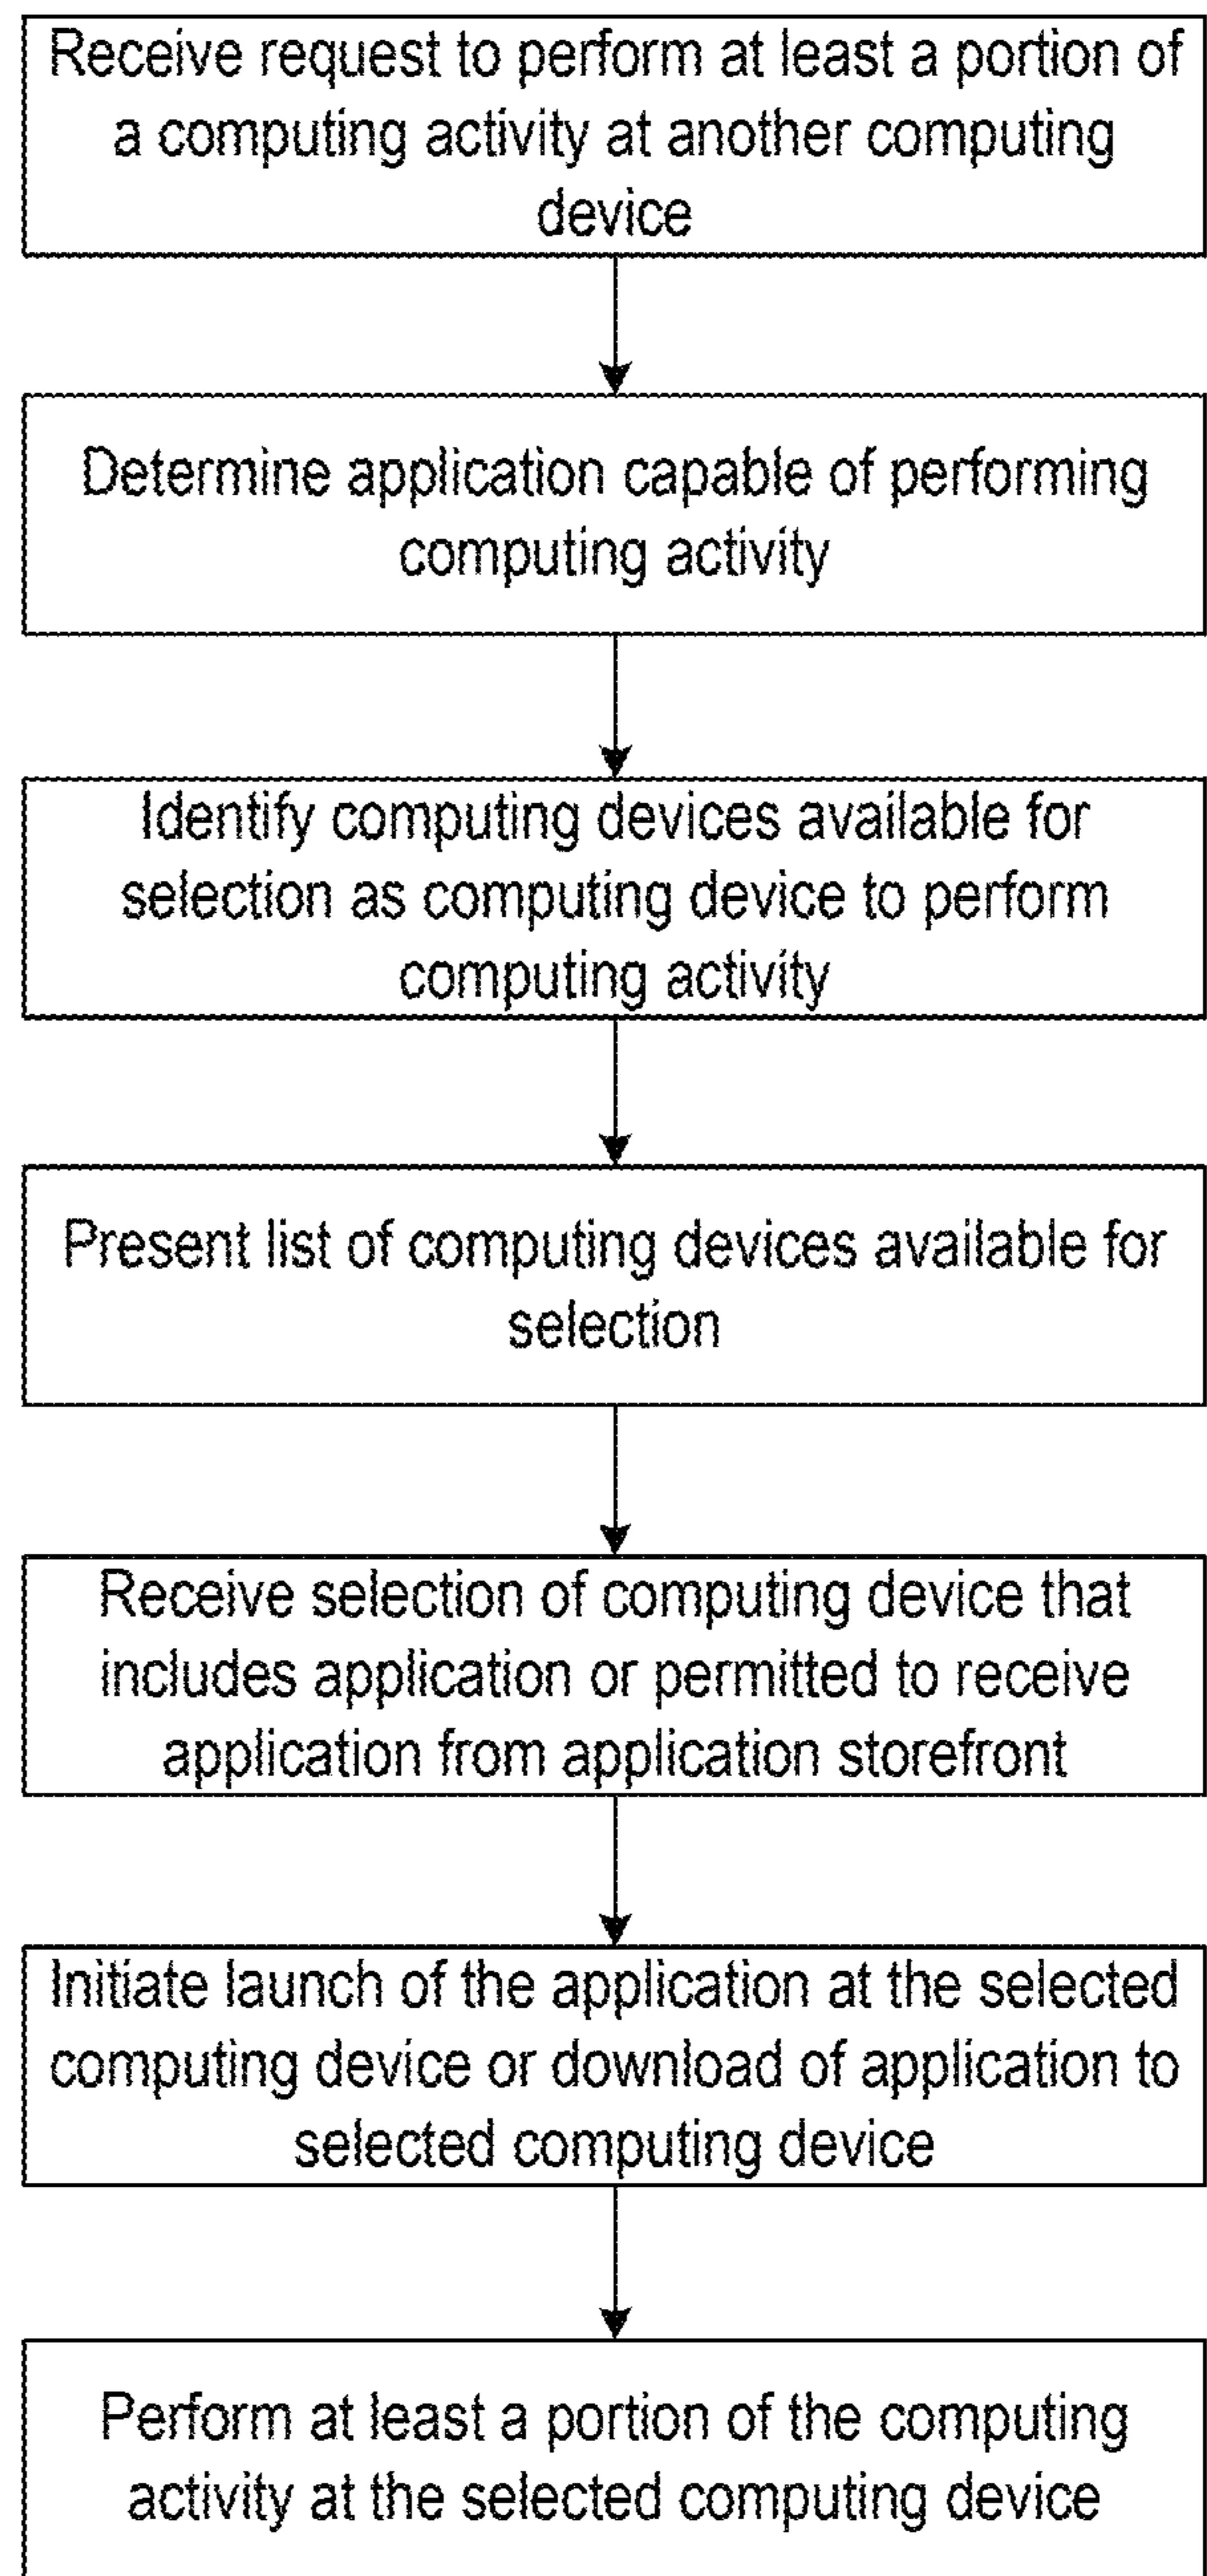 Receive request to perform at least a portion of
a computing activity at another computing
device
Determine application capable of performing
computing activity
Identify computing devices available for
selection as computing device to perform
computing activity
Present list of computing devices available for
selection
Receive selection of computing device that
includes application or permitted to receive
application from application storefront
Initiate launch of the application at the selected
computing device or download of application to
selected computing device
Perform at least a portion of the computing
activity at the selected computing device